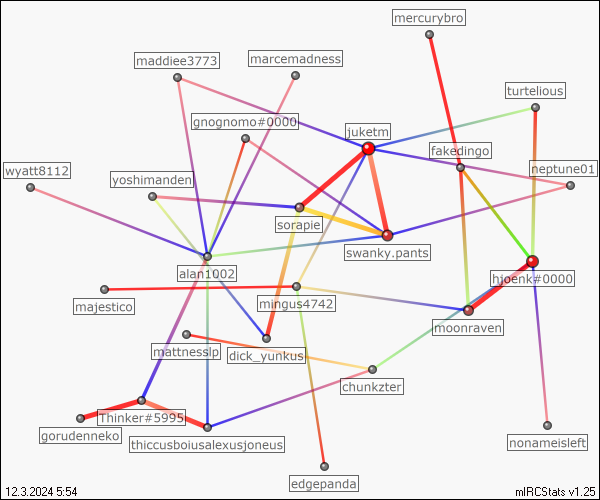 mercurybro
maddiee3773
marcemadness
turtelious
gnognomo#0000
juketm
fakedingo
wyatt8112
neptune01
yoshimanden
sorapie
swanky.pants
alan1002
hjoenk#0000
majestico
mingus4742
moonraven
mattnesslp
dick_yunkus
chunkzter
Thinker#5995
gorudenneko
thiccusboiusalexusjoneus
nonameisleft
edgepanda
12.3.2024 5:54
mIRCStats v1.25